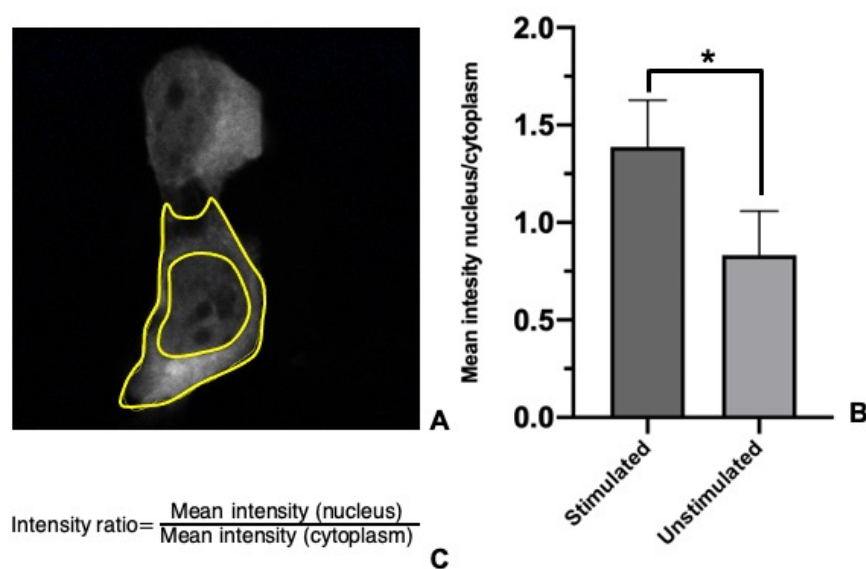 A
2.0
1.5
1.0
0.5
0.0
Mean intesity nucleus/cytoplasm
*
Stimulated
Unstimulated
B
Intensity ratio= Mean intensity (nucleus)
Mean intensity (cytoplasm)
C